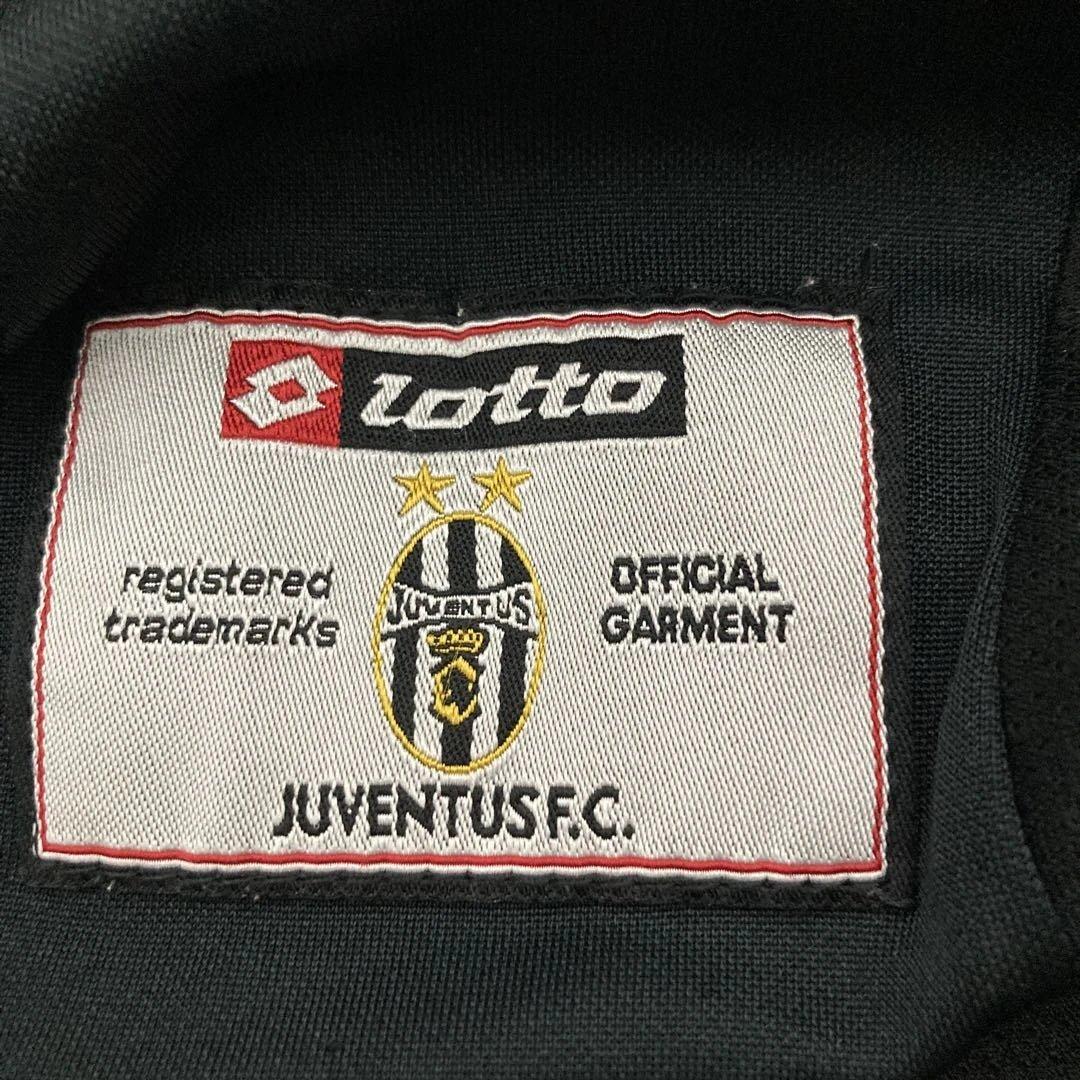 lotto
registered
trademarks
JUVENTUS
OFFICIAL
GARMENT
JUVENTUS F.C.